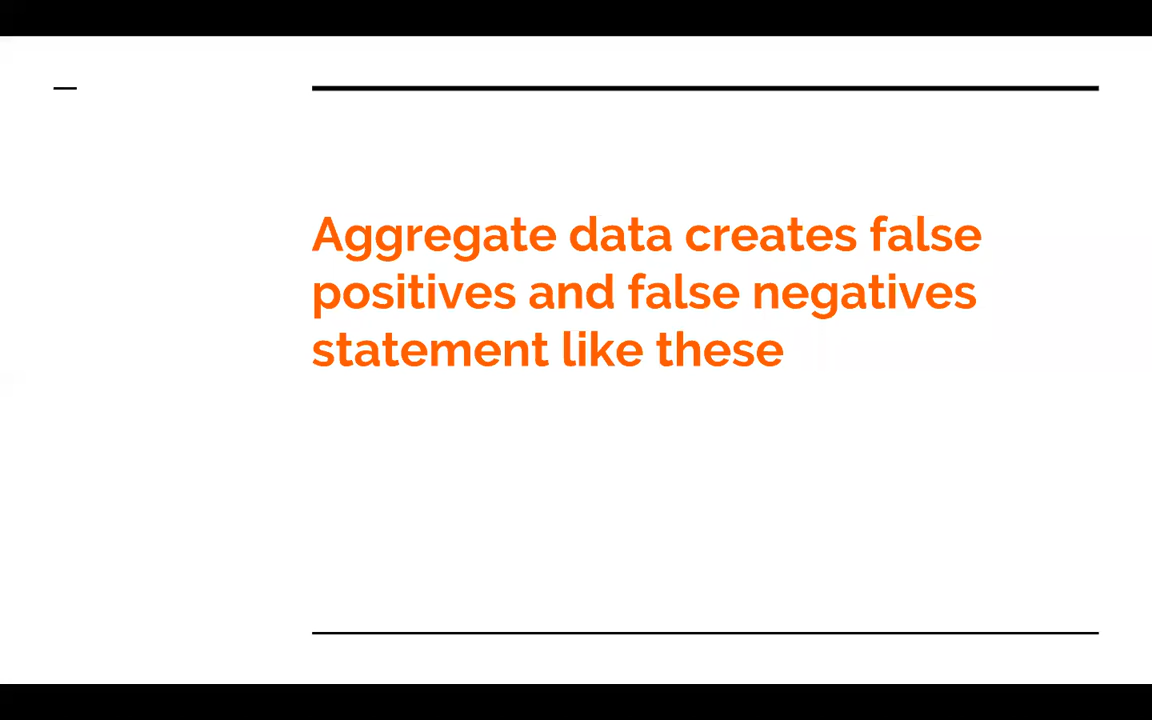 Aggregate data creates false
positives and false negatives
statement like these